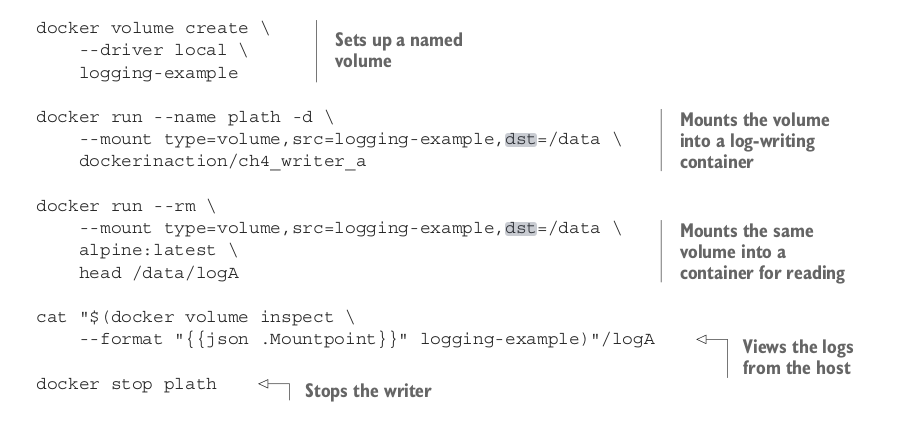 docker volume create \
--driver local \
logging-example
Sets up a named
volume
docker run --name plath -d \
--mount type=volume,src=logging-example,dst=/data \
dockerinaction/ch4_writer_a
Mounts the volume
into a log-writing
container
docker run --rm \
--mount type=volume,src=logging-example,dst=/data \
alpine:latest \
head /data/logA
Mounts the same
volume into a
container for reading
cat "$(docker volume inspect \
--format "{{json .Mountpoint}}" logging-example)"/logA
Views the logs
from the host
docker stop plath
Stops the writer